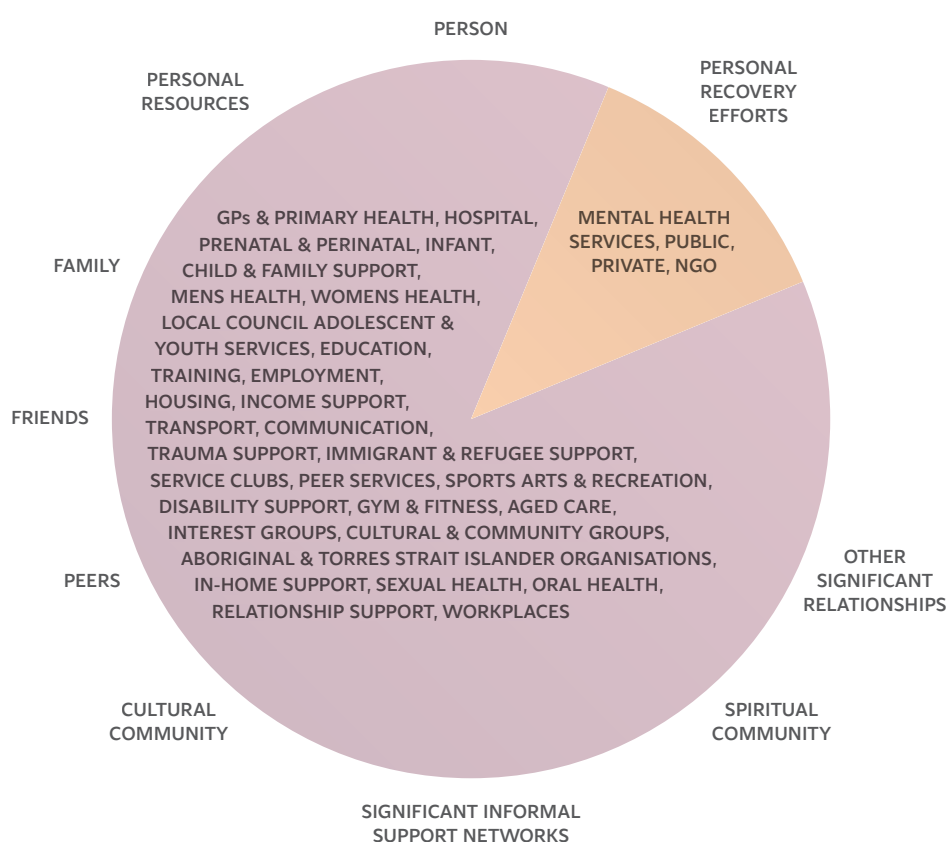 PERSON
PERSONAL
RESOURCES
PERSONAL
RECOVERY
EFFORTS
GPs & PRIMARY HEALTH, HOSPITAL,
PRENATAL & PERINATAL, INFANT,
CHILD & FAMILY SUPPORT,
MENS HEALTH, WOMENS HEALTH,
LOCAL COUNCIL ADOLESCENT &
YOUTH SERVICES, EDUCATION,
TRAINING, EMPLOYMENT,
HOUSING, INCOME SUPPORT,
TRANSPORT, COMMUNICATION,
TRAUMA SUPPORT, IMMIGRANT & REFUGEE SUPPORT,
SERVICE CLUBS, PEER SERVICES, SPORTS ARTS & RECREATION,
DISABILITY SUPPORT, GYM & FITNESS, AGED CARE,
INTEREST GROUPS, CULTURAL & COMMUNITY GROUPS,
ABORIGINAL & TORRES STRAIT ISLANDER ORGANISATIONS,
IN-HOME SUPPORT, SEXUAL HEALTH, ORAL HEALTH,
RELATIONSHIP SUPPORT, WORKPLACES
MENTAL HEALTH
SERVICES, PUBLIC,
PRIVATE, NGO
FAMILY
FRIENDS
PEERS
OTHER
SIGNIFICANT
RELATIONSHIPS
CULTURAL
COMMUNITY
SPIRITUAL
COMMUNITY
SIGNIFICANT INFORMAL
SUPPORT NETWORKS